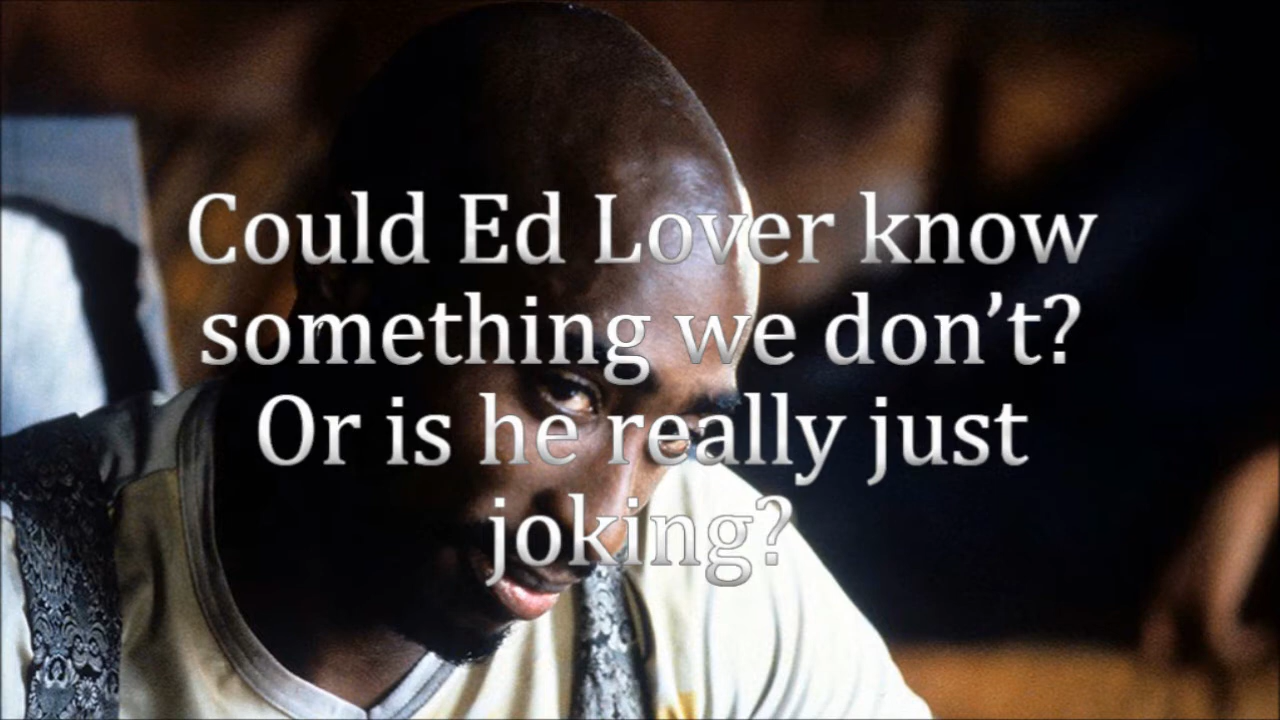 Could Ed Lover know
something we don’t?
Or is he really just
joking?